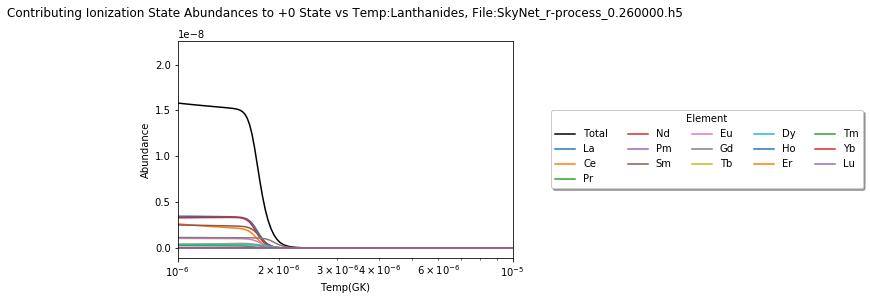 Contributing Ionization State Abundances to +0 State vs Temp:Lanthanides, File:SkyNet_r-process_0.260000.h5
1e−8
2.0
1.5
1.0
0.5
0.0
Abundance
10⁻⁶
2 × 10⁻⁶
3 × 10⁻⁶
4 × 10⁻⁶
6 × 10⁻⁶
10⁻⁵
Temp(GK)
Element
Total Nd Eu Dy Tm
La Pm Gd Ho Yb
Ce Sm Tb Er Lu
Pr